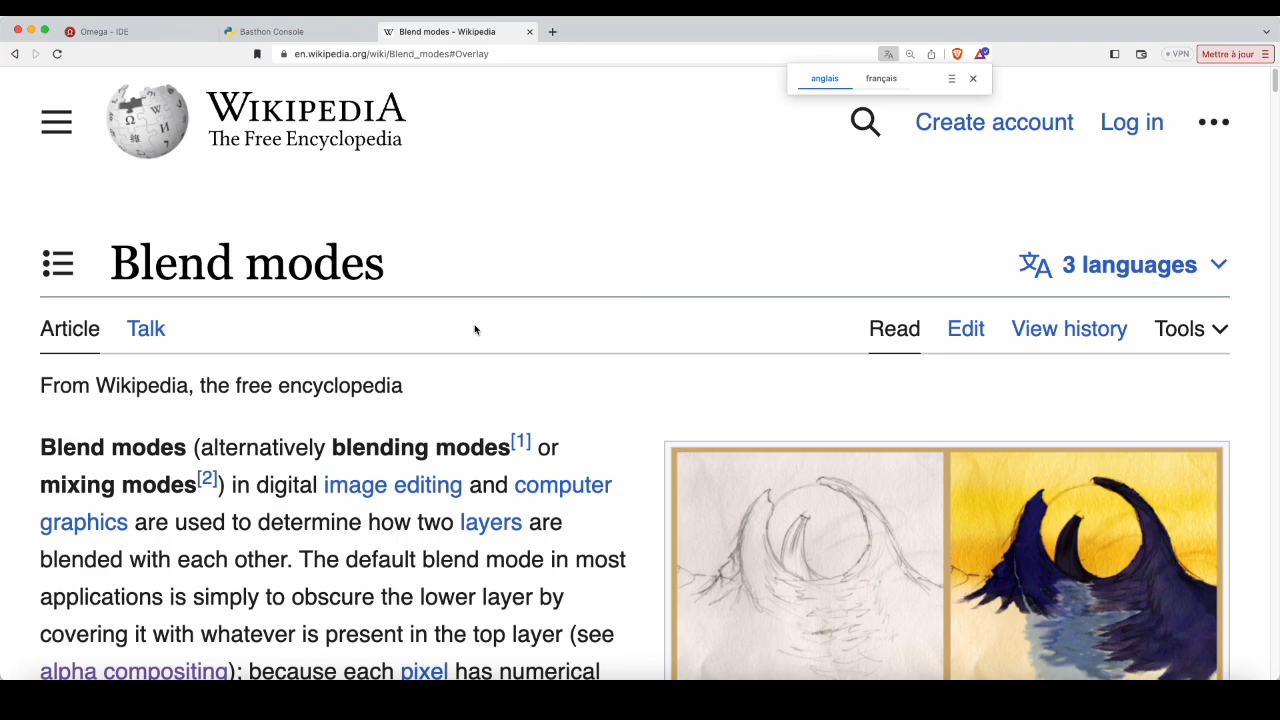 Omega - IDE
Basthon Console
Blend modes - Wikipedia
en.wikipedia.org/wiki/Blend_modes#Overlay
VPN
Mettre à jour
anglais français
WIKIPEDIA
The Free Encyclopedia
Create account Log in
Blend modes
3 languages
Article Talk
Read Edit View history Tools
From Wikipedia, the free encyclopedia
Blend modes (alternatively blending modes[1] or
mixing modes[2]) in digital image editing and computer
graphics are used to determine how two layers are
blended with each other. The default blend mode in most
applications is simply to obscure the lower layer by
covering it with whatever is present in the top layer (see
alpha compositing); because each pixel has numerical